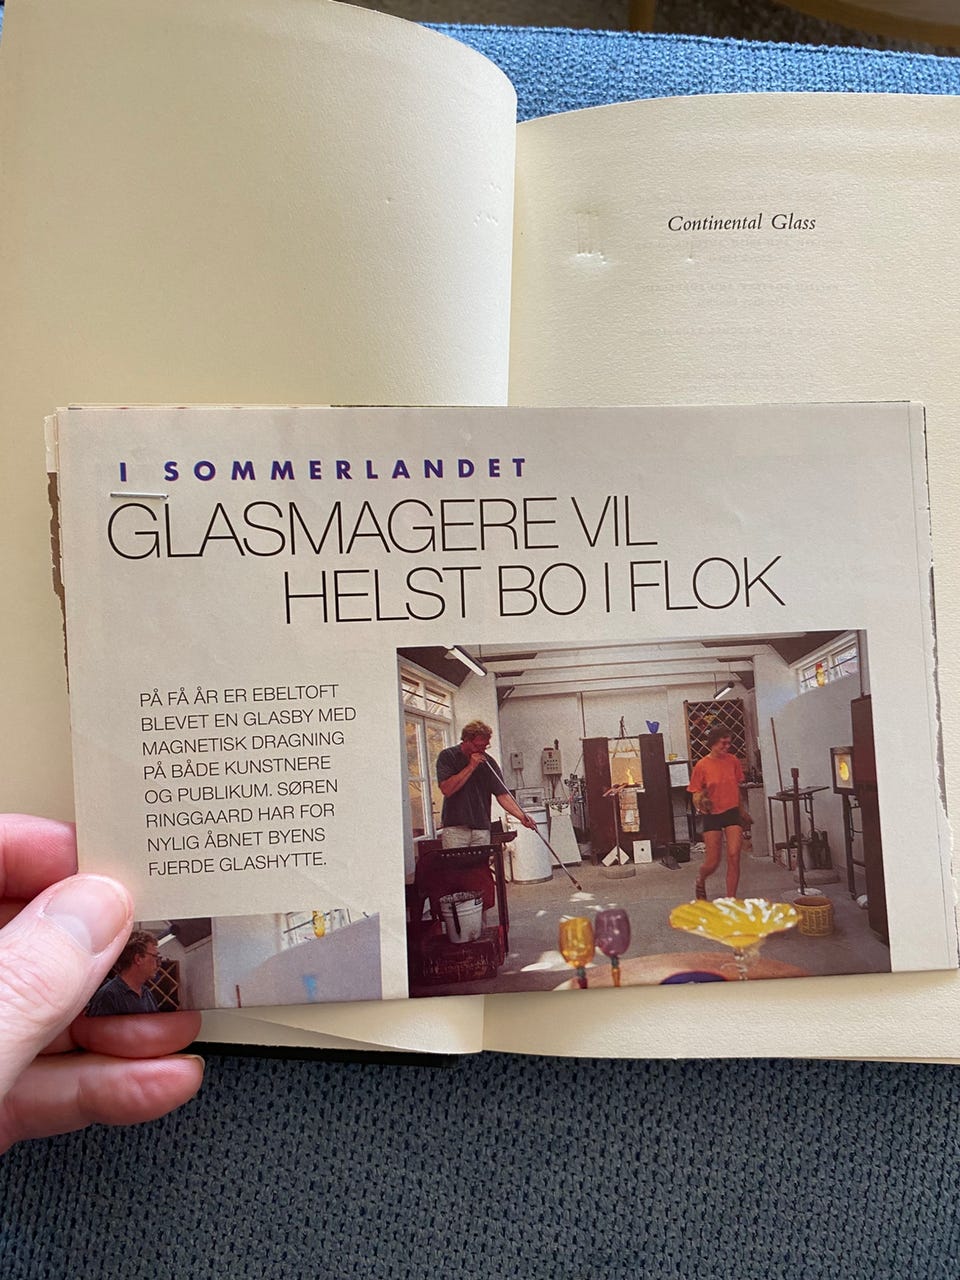 Continental Glass
I SOMMERLANDET
GLASMAGERE VIL
HELST BO I FLOK
PÅ FÅ ÅR ER EBELTOFT
BLEVET EN GLASBY MED
MAGNETISK DRAGNING
PÅ BÅDE KUNSTNERE
OG PUBLIKUM. SØREN
RINGGAARD HAR FOR
NYLIG ÅBNET BYENS
FJERDE GLASHYTTE.